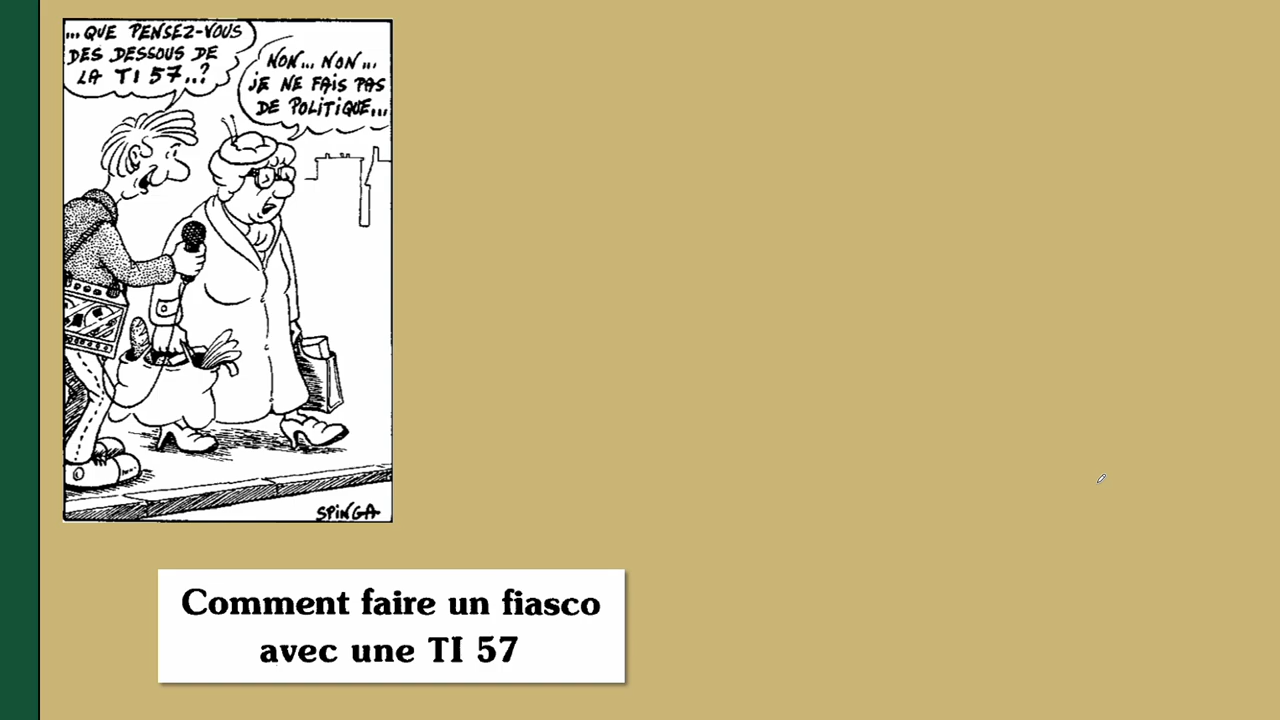 ...QUE PENSEZ-VOUS
DES DESSOUS DE
LA TI 57..?
NON... NON...
JE NE FAIS PAS
DE POLITIQUE...
SPINGA
Comment faire un fiasco
avec une TI 57